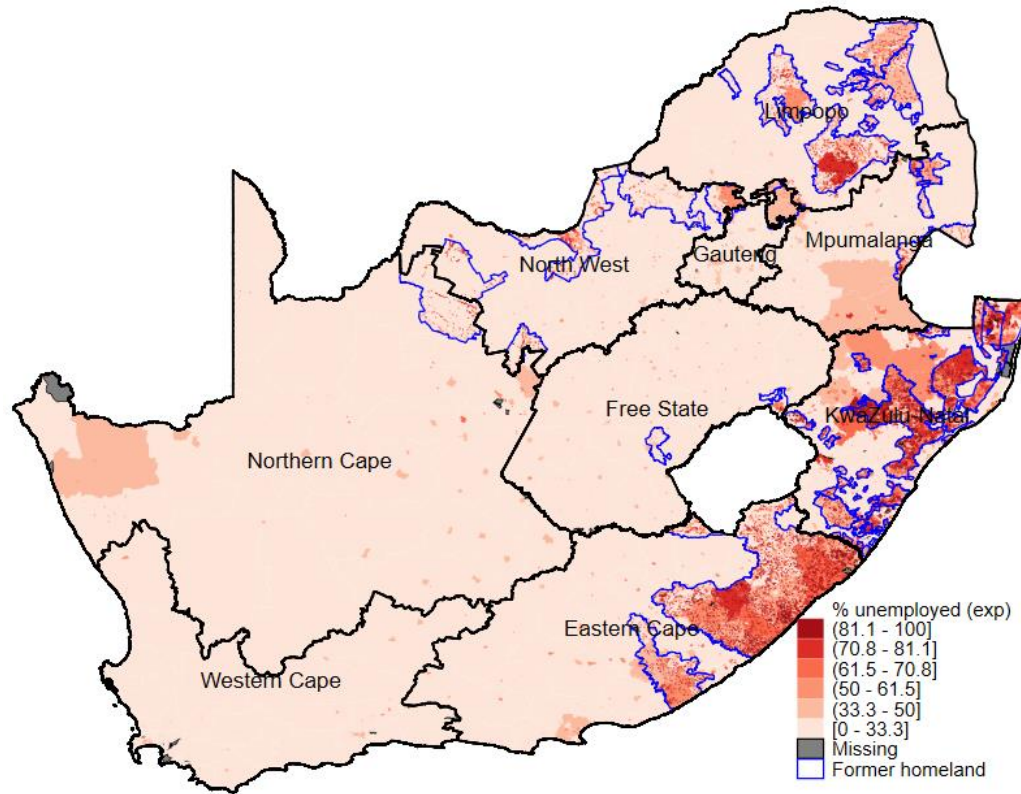 Limpopo
Mpumalanga
Gauteng
North West
Free State
KwaZulu-Natal
Northern Cape
Eastern Cape
Western Cape
% unemployed (exp)
(81.1 - 100]
(70.8 - 81.1]
(61.5 - 70.8]
(50 - 61.5]
(33.3 - 50]
[0 - 33.3]
Missing
Former homeland